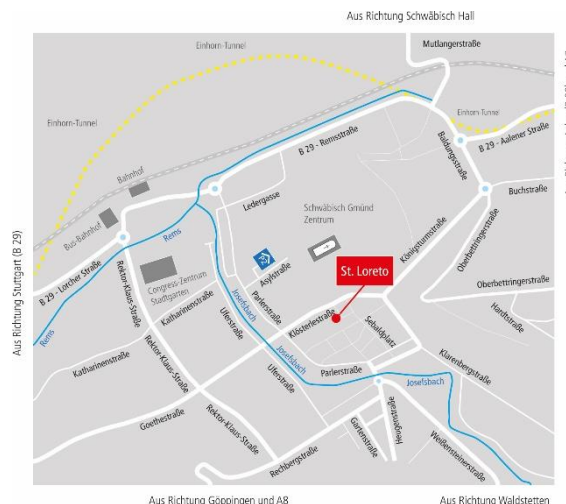 Aus Richtung Schwäbisch Hall
Mutlangerstraße
Einhorn-Tunnel
Einhorn-Tunnel
Einhorn-Tunnel
B 29 - Remsstraße
Baldungstraße
B 29 - Aalener Straße
Bahnhof
Bus-Bahnhof
Ledergasse
Buchstraße
Schwäbisch Gmünd
Zentrum
Königsturmstraße
Oberbettringerstraße
Rems
B 29 - Lorcher Straße
Rektor-Klaus-Straße
Congress-Zentrum
Stadtgarten
Asylstraße
Parlerstraße
St. Loreto
Oberbettringerstraße
Aus Richtung Stuttgart (B 29)
Katharinenstraße
Uferstraße
Josefsbach
Klösterlestraße
Sebaldplatz
Hardtstraße
Rems
Rektor-Klaus-Straße
Josefsbach
Klarenbergstraße
Katharinenstraße
Uferstraße
Parlerstraße
Josefsbach
Goethestraße
Rektor-Klaus-Straße
Rechbergstraße
Gartenstraße
Heugenstraße
Weißensteinerstraße
Aus Richtung Göppingen und A8
Aus Richtung Waldstetten